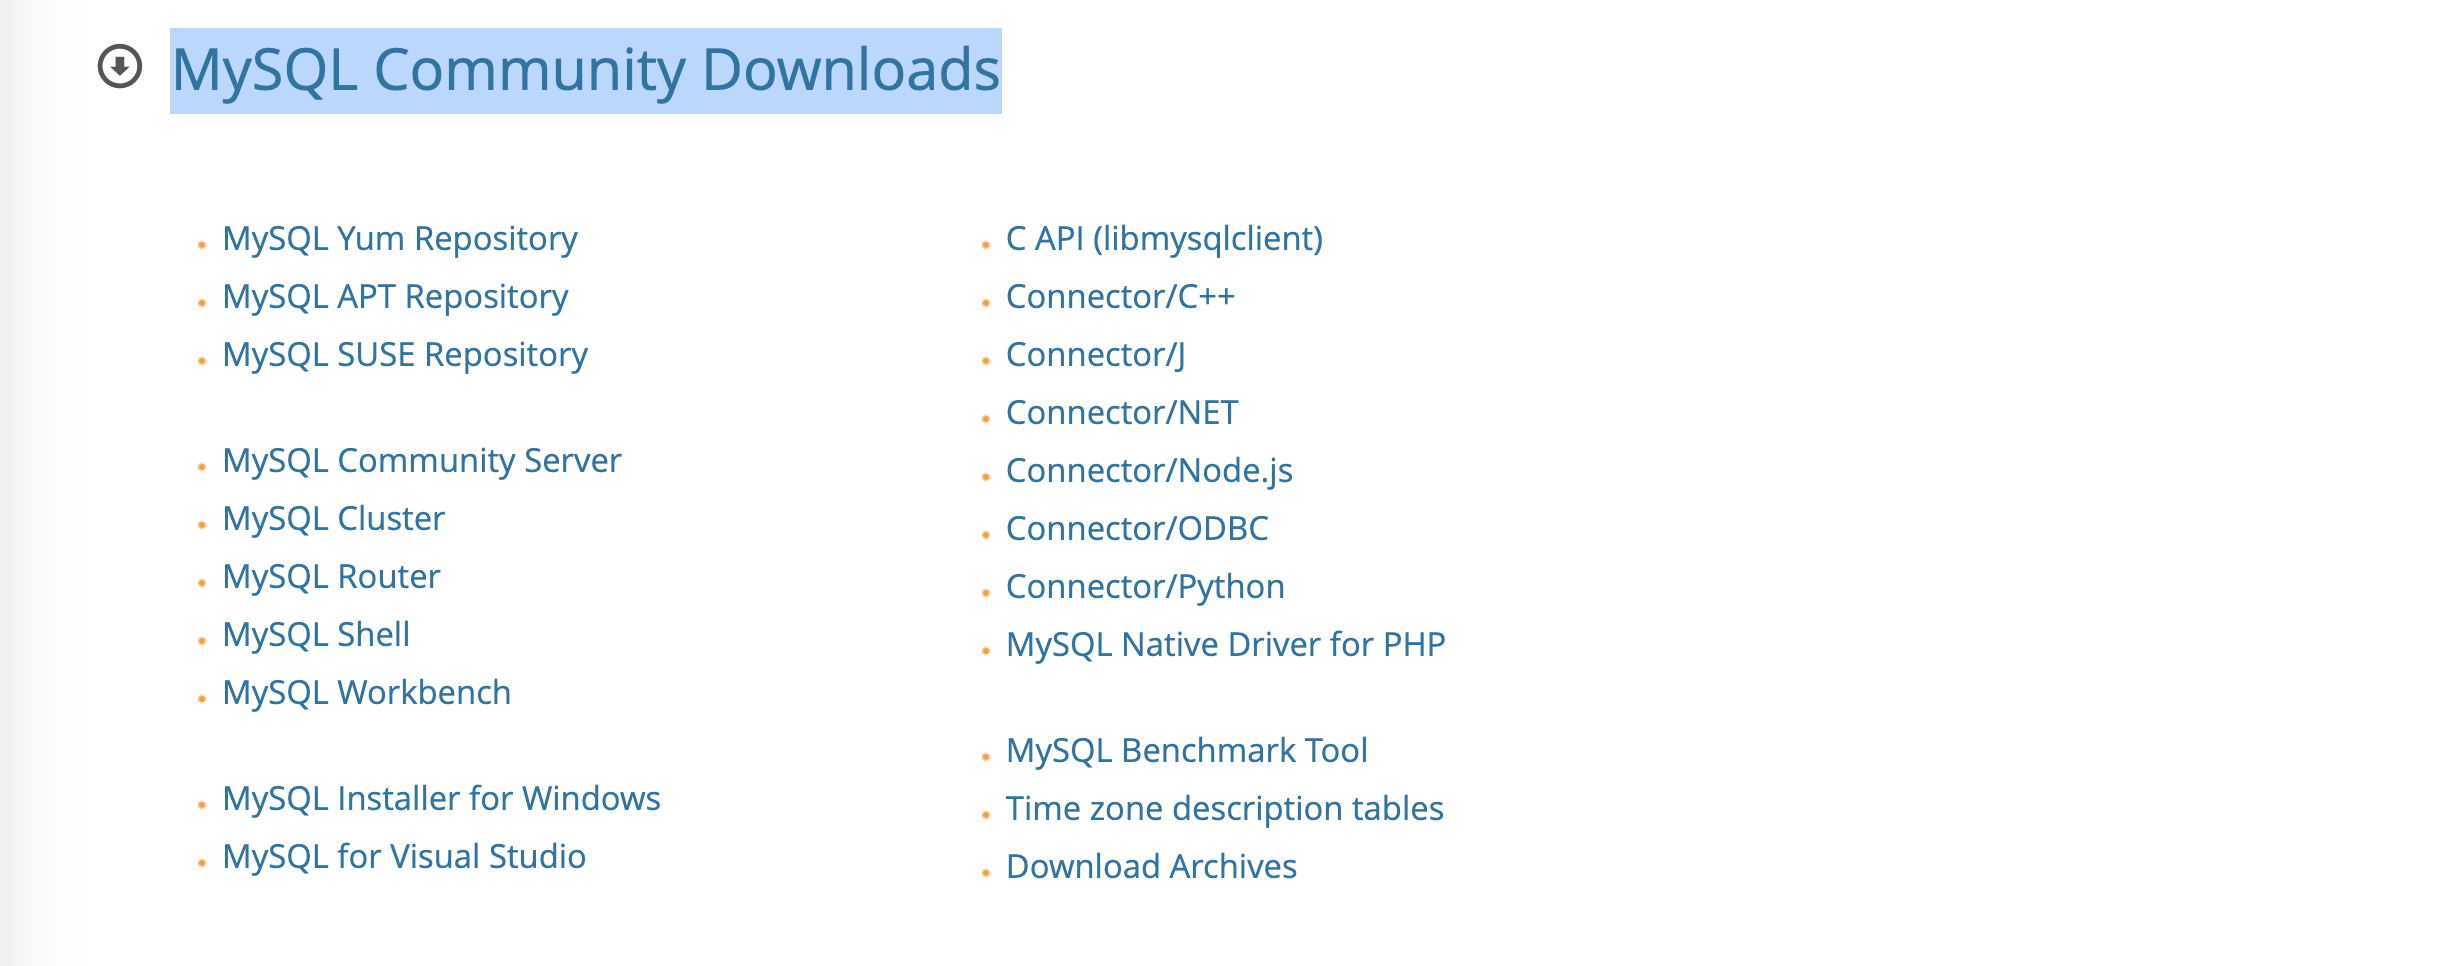 MySQL Community Downloads
MySQL Yum Repository
MySQL APT Repository
MySQL SUSE Repository
MySQL Community Server
MySQL Cluster
MySQL Router
MySQL Shell
MySQL Workbench
MySQL Installer for Windows
MySQL for Visual Studio
C API (libmysqlclient)
Connector/C++
Connector/J
Connector/NET
Connector/Node.js
Connector/ODBC
Connector/Python
MySQL Native Driver for PHP
MySQL Benchmark Tool
Time zone description tables
Download Archives